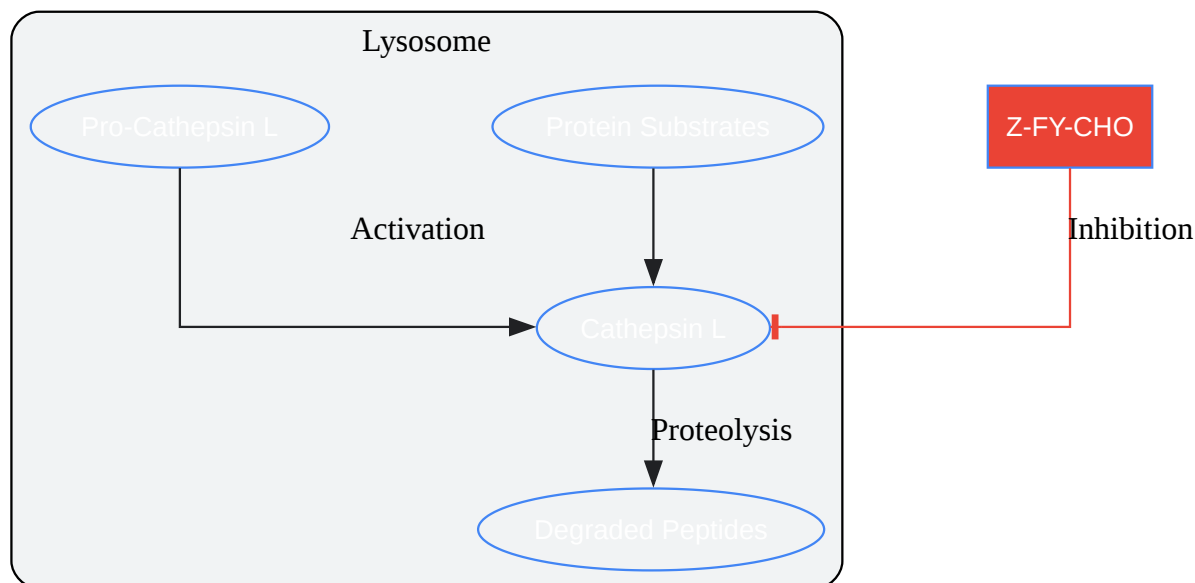 Lysosome
Pro-Cathepsin L
Protein Substrates
Z-FY-CHO
Activation
Inhibition
Cathepsin L
Proteolysis
Degraded Peptides